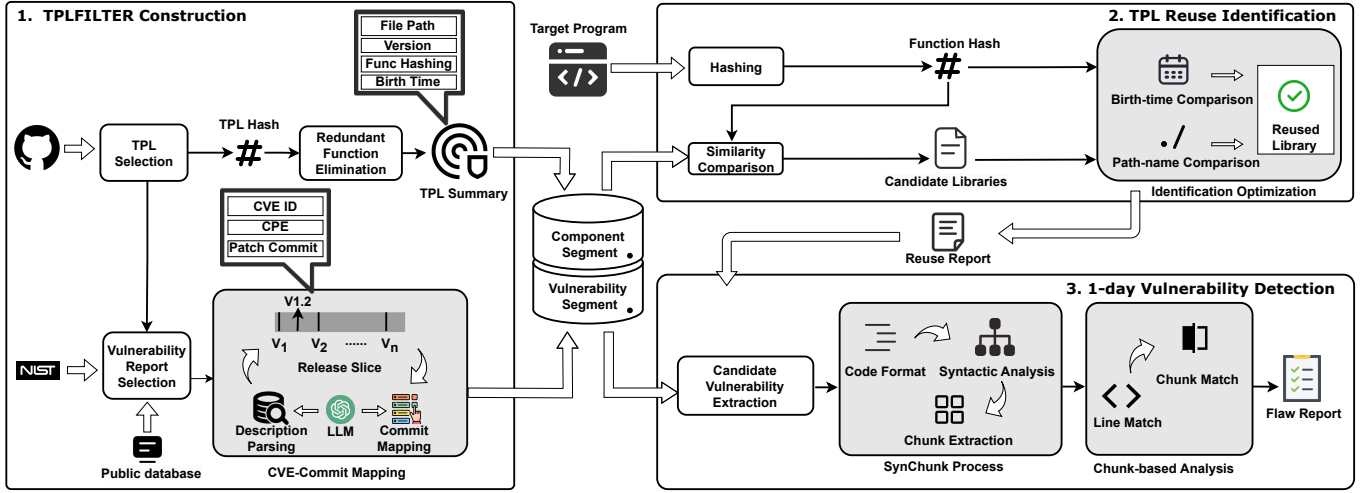 1. TPLFILTER Construction
File Path
Version
Func Hashing
Birth Time
TPL
Selection
TPL Hash
#
Redundant
Function
Elimination
TPL Summary
CVE ID
CPE
Patch Commit
V1.2
V1
V2
......
Vn
Release Slice
NIST
Vulnerability
Report
Selection
Description
Parsing
LLM
Commit
Mapping
Public database
CVE-Commit Mapping
Component
Segment
Vulnerability
Segment
Target Program
</>
2. TPL Reuse Identification
Hashing
Function Hash
#
Similarity
Comparison
Candidate Libraries
Birth-time Comparison
./
Path-name Comparison
Reused
Library
Identification Optimization
Reuse Report
3. 1-day Vulnerability Detection
Candidate
Vulnerability
Extraction
Code Format
Syntactic Analysis
Chunk Extraction
SynChunk Process
Chunk Match
Line Match
Chunk-based Analysis
Flaw Report